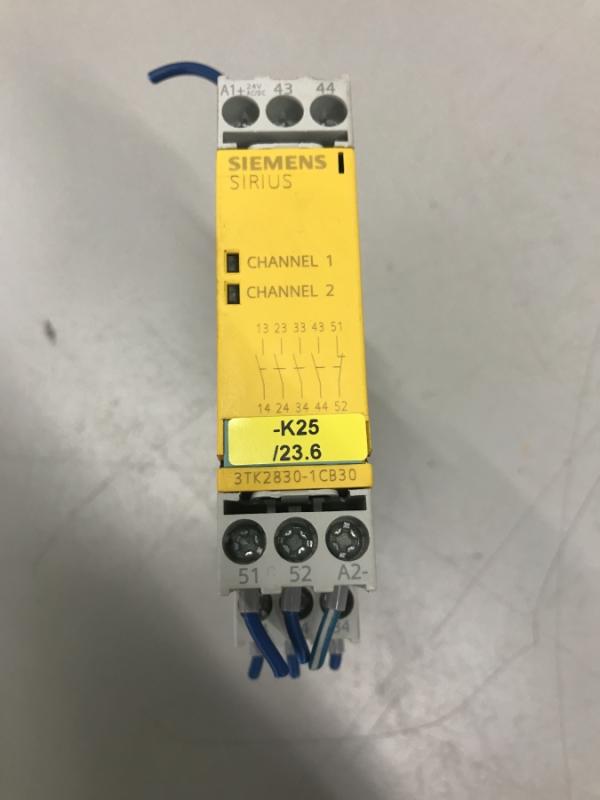 A1+ 24V AC/DC 43 44
SIEMENS
SIRIUS
CHANNEL 1
CHANNEL 2
13 23 33 43 51
14 24 34 44 52
-K25
/23.6
3TK2830-1CB30
51 52 A2-